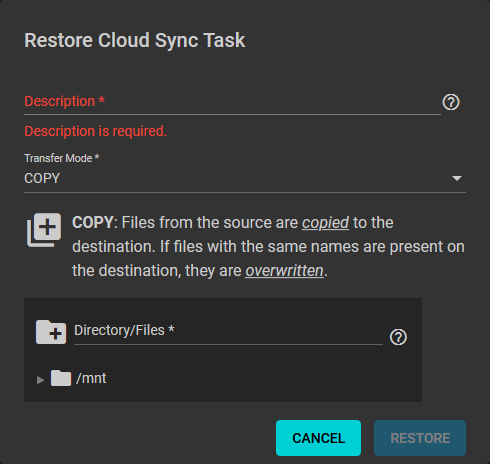 Restore Cloud Sync Task
Description *
Description is required.
Transfer Mode *
COPY
COPY: Files from the source are copied to the
destination. If files with the same names are present on
the destination, they are overwritten.
Directory/Files *
/mnt
CANCEL
RESTORE